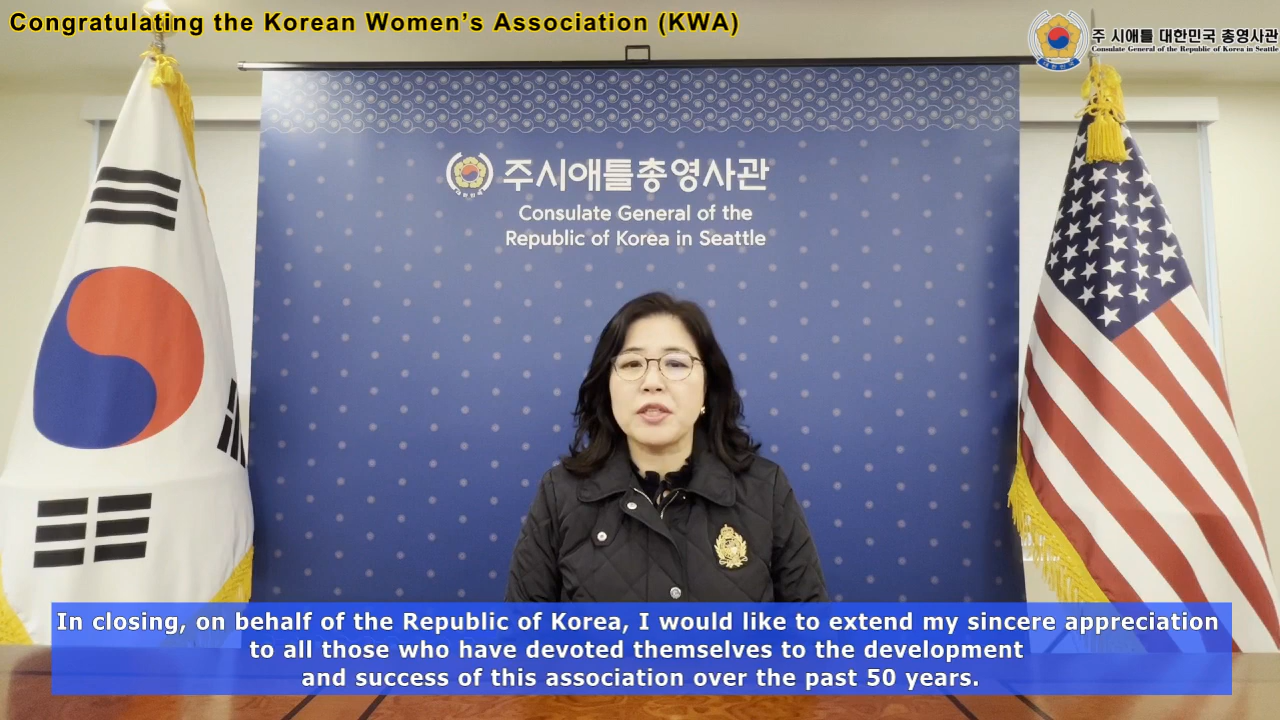 Congratulating the Korean Women’s Association (KWA)
주 시애틀 대한민국 총영사관
Consulate General of the Republic of Korea in Seattle
주시애틀총영사관
Consulate General of the
Republic of Korea in Seattle
In closing, on behalf of the Republic of Korea, I would like to extend my sincere appreciation
to all those who have devoted themselves to the development
and success of this association over the past 50 years.